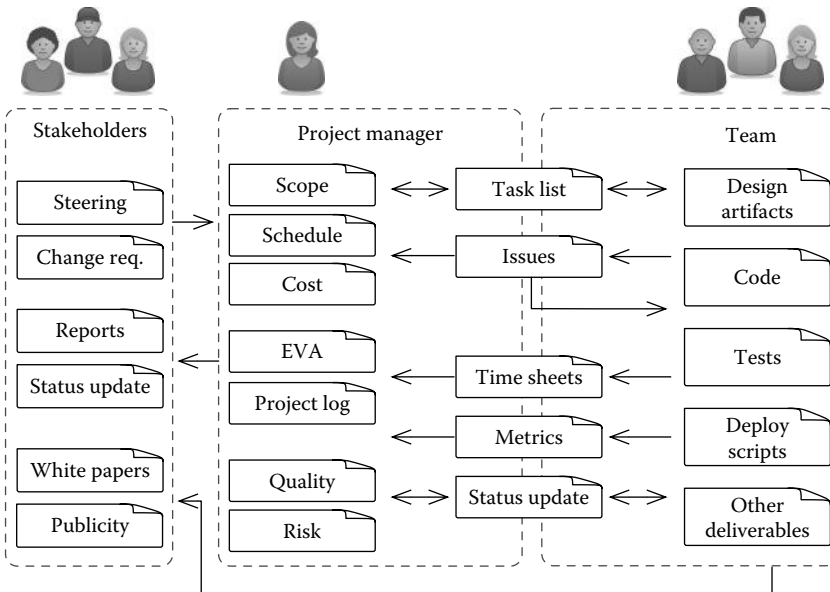 Stakeholders
Steering
Change req.
Reports
Status update
White papers
Publicity
Project manager
Scope
Schedule
Cost
EVA
Project log
Quality
Risk
Task list
Issues
Time sheets
Metrics
Status update
Team
Design
artifacts
Code
Tests
Deploy
scripts
Other
deliverables